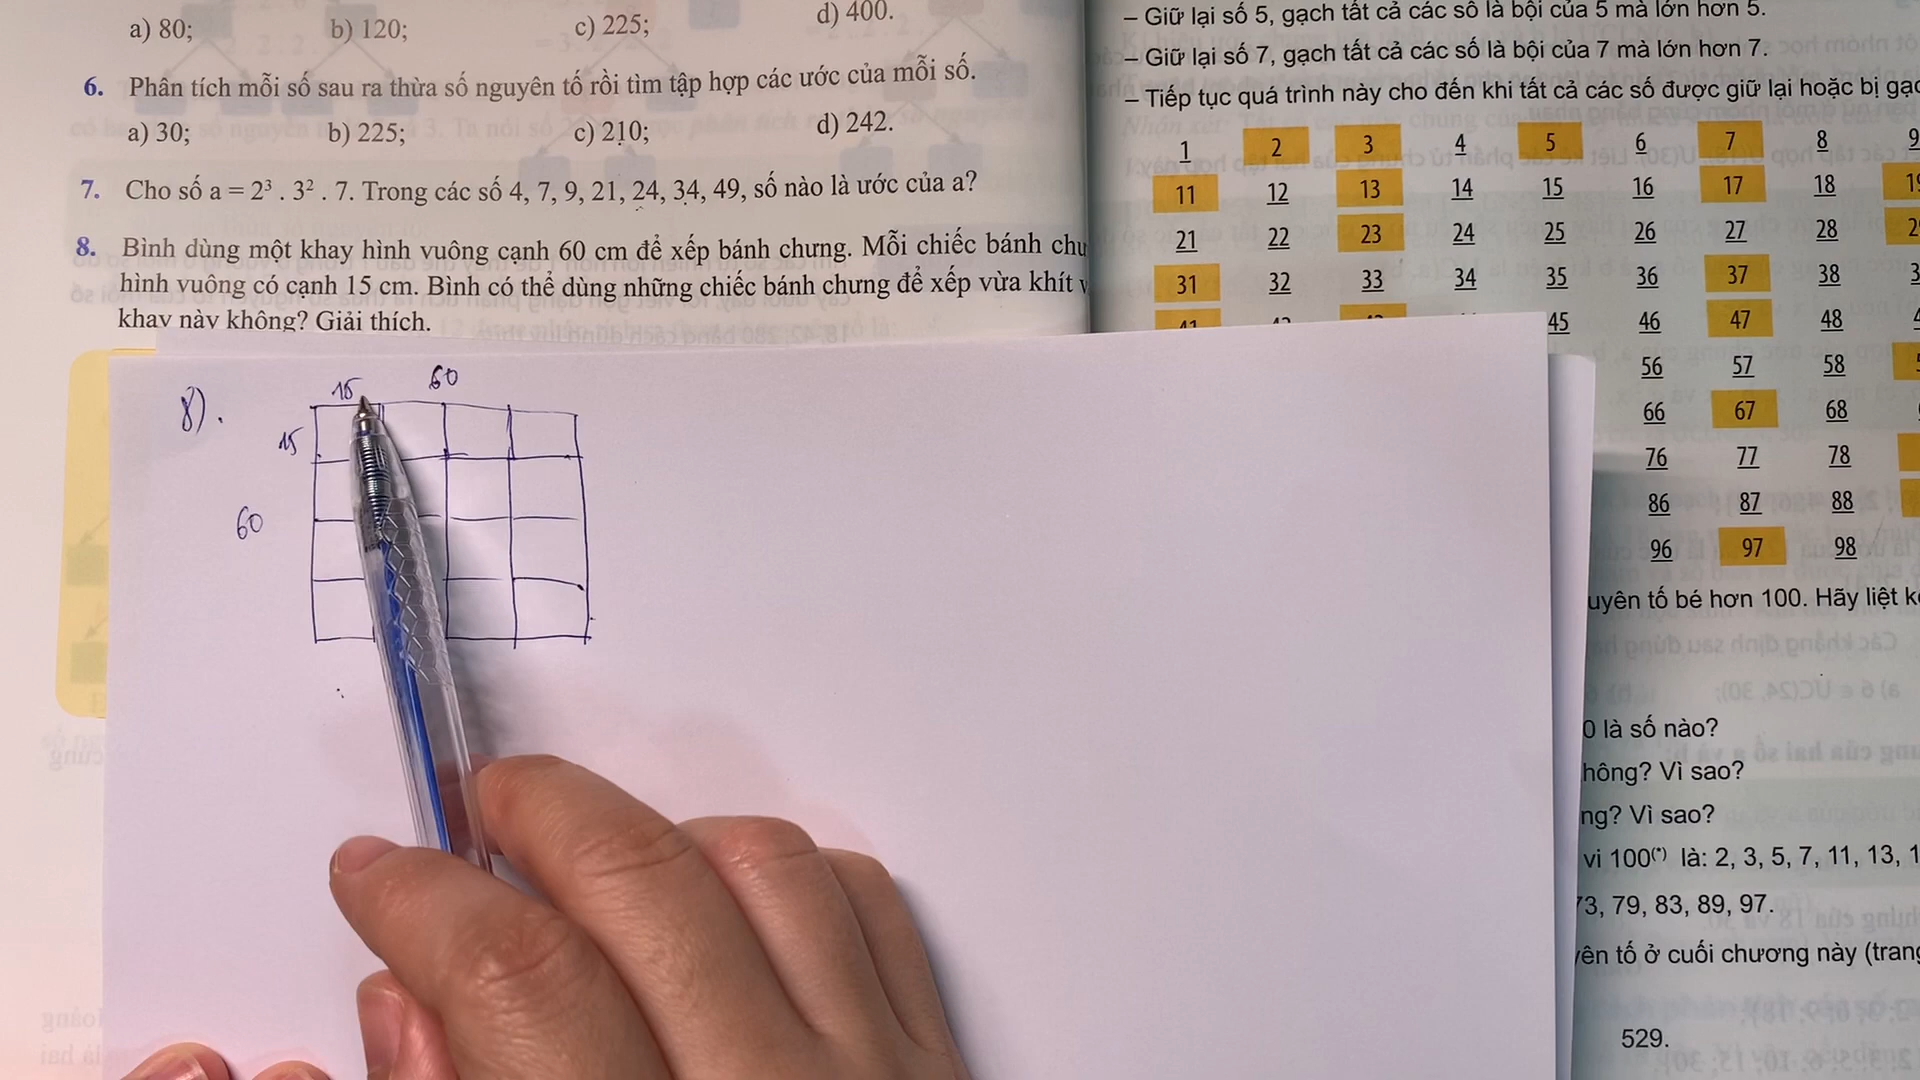 a) 80; b) 120; c) 225; d) 400.
6. Phân tích mỗi số sau ra thừa số nguyên tố rồi tìm tập hợp các ước của mỗi số.
a) 30; b) 225; c) 210; d) 242.
7. Cho số a = 2³ . 3² . 7. Trong các số 4, 7, 9, 21, 24, 34, 49, số nào là ước của a?
8. Bình dùng một khay hình vuông cạnh 60 cm để xếp bánh chưng. Mỗi chiếc bánh
hình vuông có cạnh 15 cm. Bình có thể dùng những chiếc bánh chưng để xếp vừa khít
khay này không? Giải thích.
8).
15 60
15
60
– Giữ lại số 5, gạch tất cả các số là bội của 5 mà lớn hơn 5.
– Giữ lại số 7, gạch tất cả các số là bội của 7 mà lớn hơn 7.
– Tiếp tục quá trình này cho đến khi tất cả các số được giữ lại hoặc bị
1 2 3 4 5 6 7 8 9
11 12 13 14 15 16 17 18
21 22 23 24 25 26 27 28
31 32 33 34 35 36 37 38
45 46 47 48
56 57 58
66 67 68
76 77 78
86 87 88
96 97 98
uyên tố bé hơn 100. Hãy liệt
0 là số nào?
hông? Vì sao?
ng? Vì sao?
vi 100(*) là: 2, 3, 5, 7, 11, 13,
73, 79, 83, 89, 97.
yên tố ở cuối chương này (trang
529.